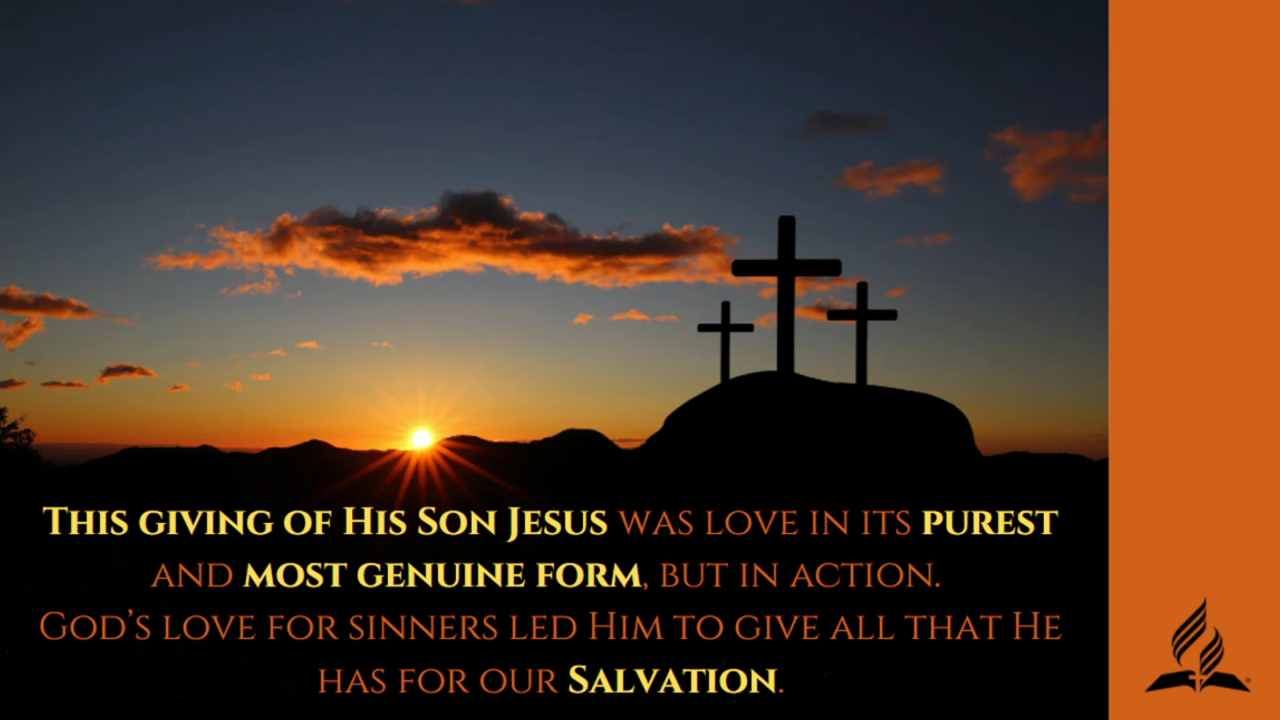 This giving of His Son Jesus was love in its purest
and most genuine form, but in action.
God's love for sinners led Him to give all that He
has for our Salvation.